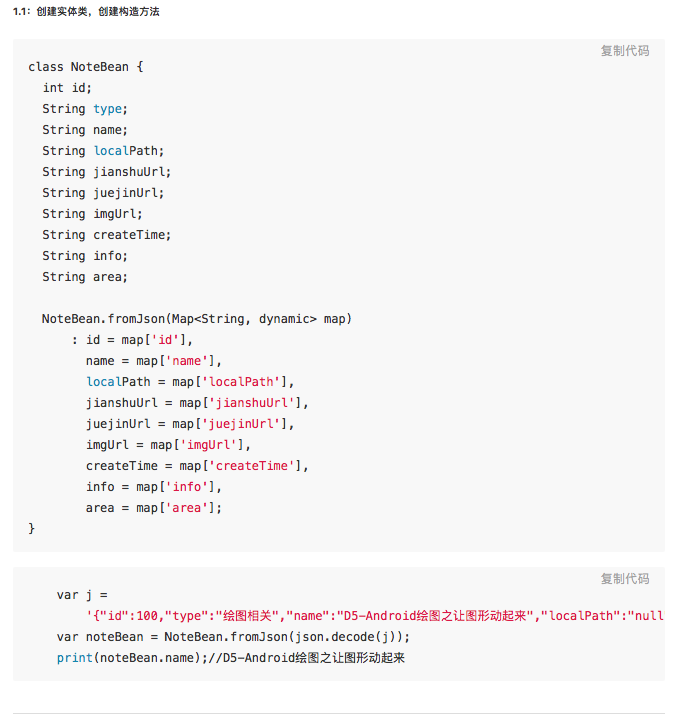 1.1：创建实体类，创建构造方法
复制代码
class NoteBean {
  int id;
  String type;
  String name;
  String localPath;
  String jianshuUrl;
  String juejinUrl;
  String imgUrl;
  String createTime;
  String info;
  String area;
  NoteBean.fromJson(Map<String, dynamic> map)
      : id = map['id'],
        name = map['name'],
        localPath = map['localPath'],
        jianshuUrl = map['jianshuUrl'],
        juejinUrl = map['juejinUrl'],
        imgUrl = map['imgUrl'],
        createTime = map['createTime'],
        info = map['info'],
        area = map['area'];
}
复制代码
    var j =
        '{"id":100,"type":"绘图相关","name":"D5-Android绘图之让图形动起来","localPath":"null
    var noteBean = NoteBean.fromJson(json.decode(j));
    print(noteBean.name);//D5-Android绘图之让图形动起来